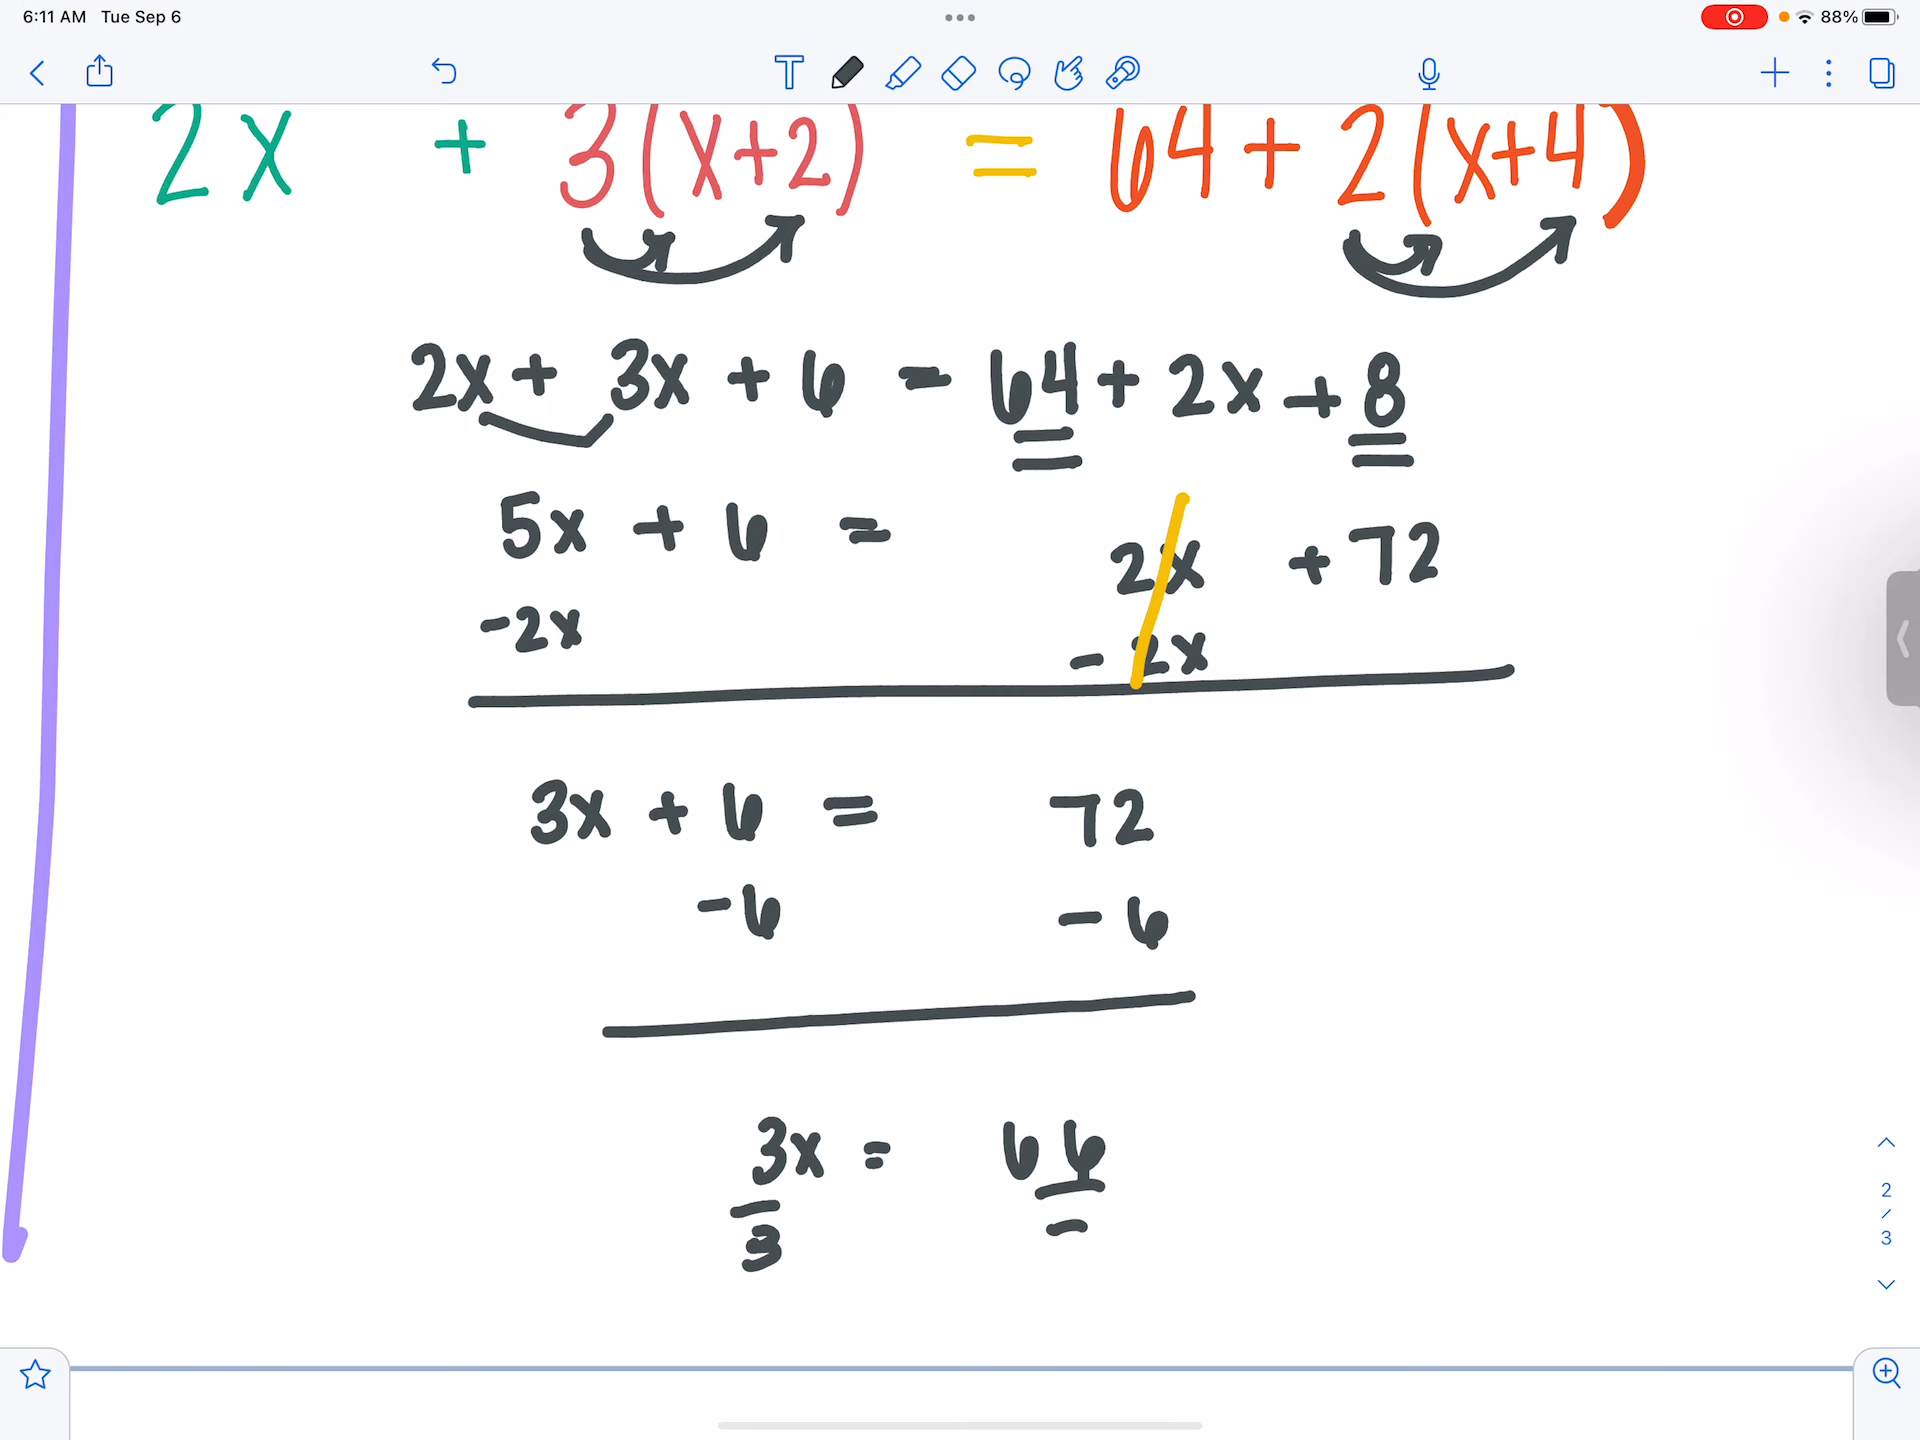 6:11 AM Tue Sep 6
88%
T
2x + 3(x+2) = 64 + 2(x+4)
2x + 3x + 6 = 64 + 2x + 8
5x + 6 = 2x + 72
-2x - 2x
3x + 6 = 72
-6 - 6
3x = 66
3
2
/
3